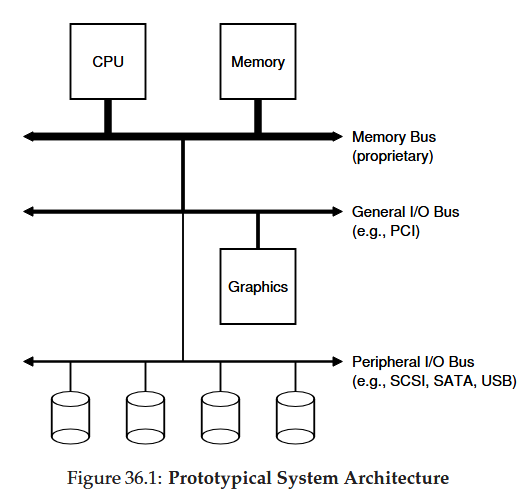 CPU
Memory
Memory Bus
(proprietary)
General I/O Bus
(e.g., PCI)
Graphics
Peripheral I/O Bus
(e.g., SCSI, SATA, USB)
Figure 36.1: Prototypical System Architecture